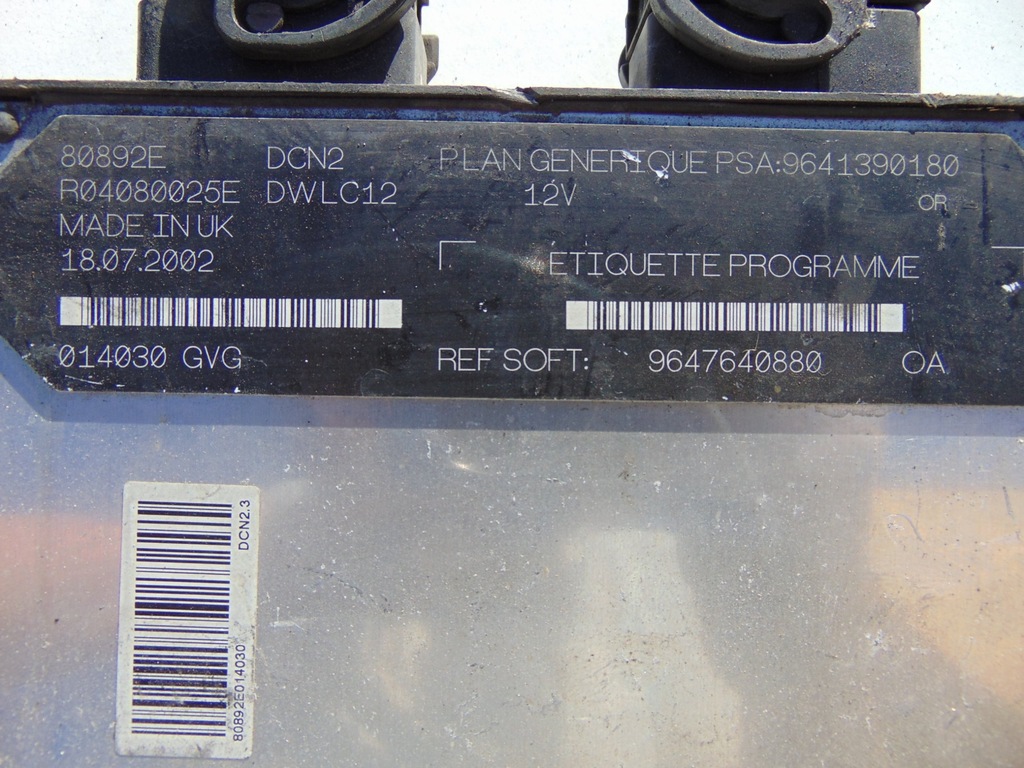 80892E DCN2 PLAN GENERIQUE PSA:9641390180
R04080025E DWLC12 12V OR
MADE IN UK
18.07.2002 ETIQUETTE PROGRAMME
014030 GVG REF SOFT: 9647640880 0A
DCN2.3
80892E014030